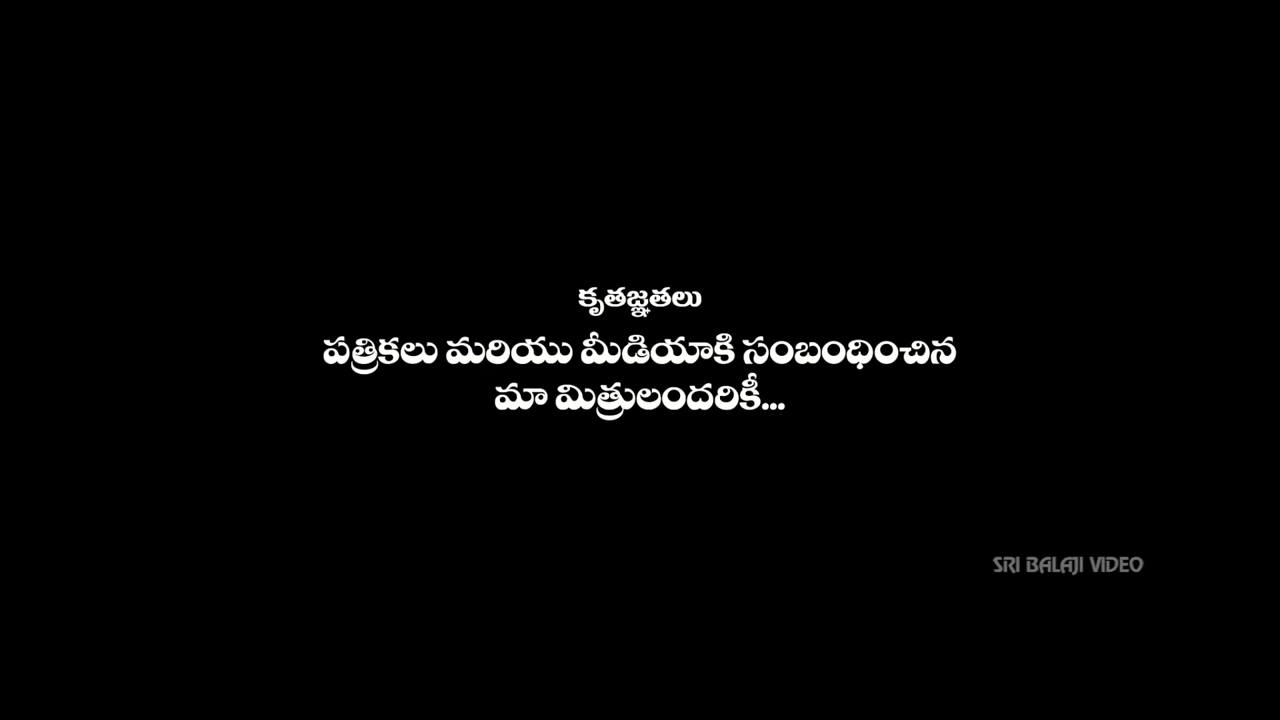 కృతజ్ఞతలు
పత్రికలు మరియు మీడియాకి సంబంధించిన
మా మిత్రులందరికీ...
SRI BALAJI VIDEO